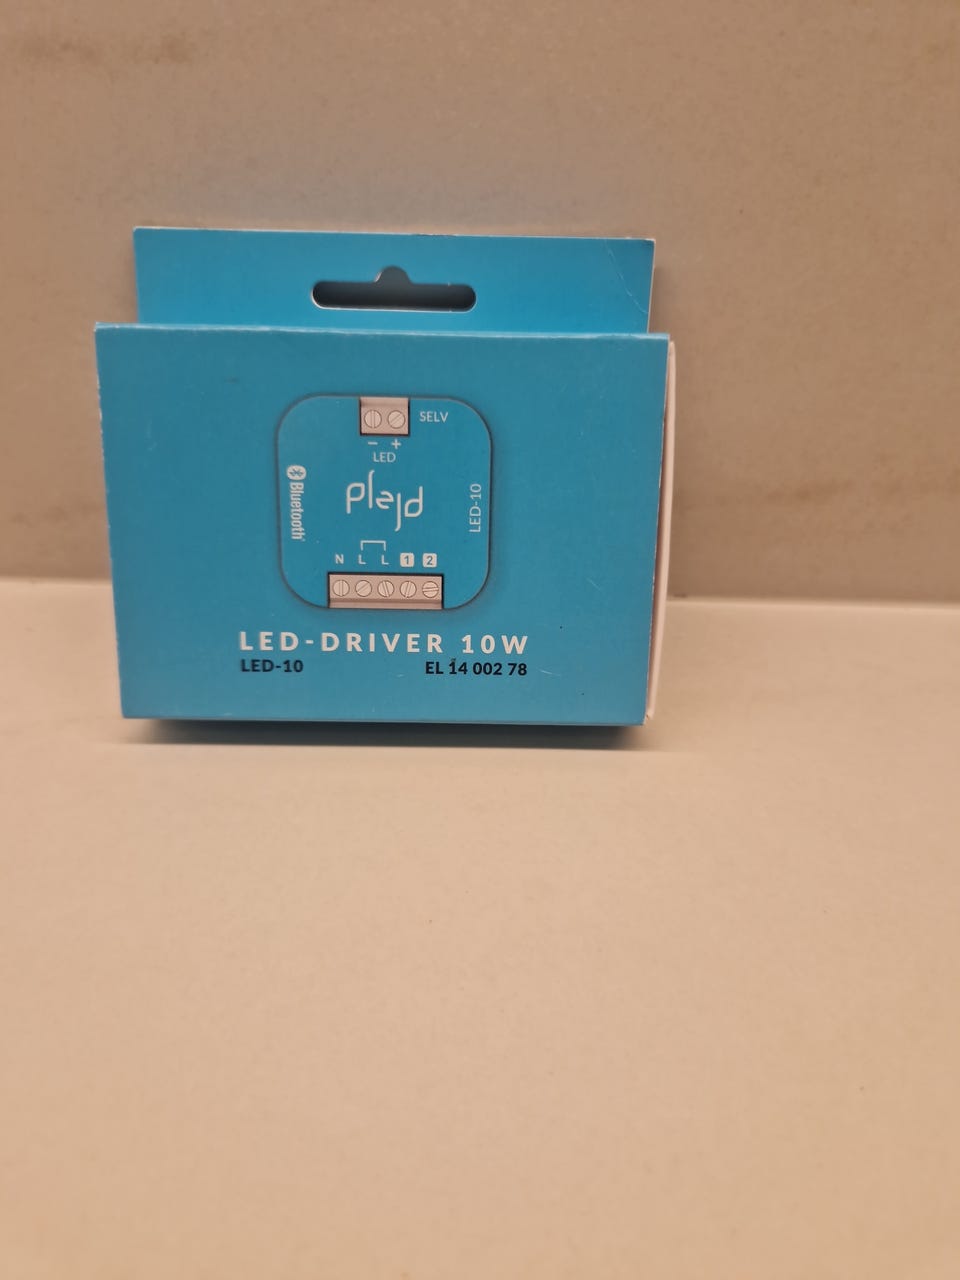 SELV
- +
LED
Bluetooth
plejd
LED-10
N L L 1 2
LED-DRIVER 10W
LED-10 EL 14 002 78